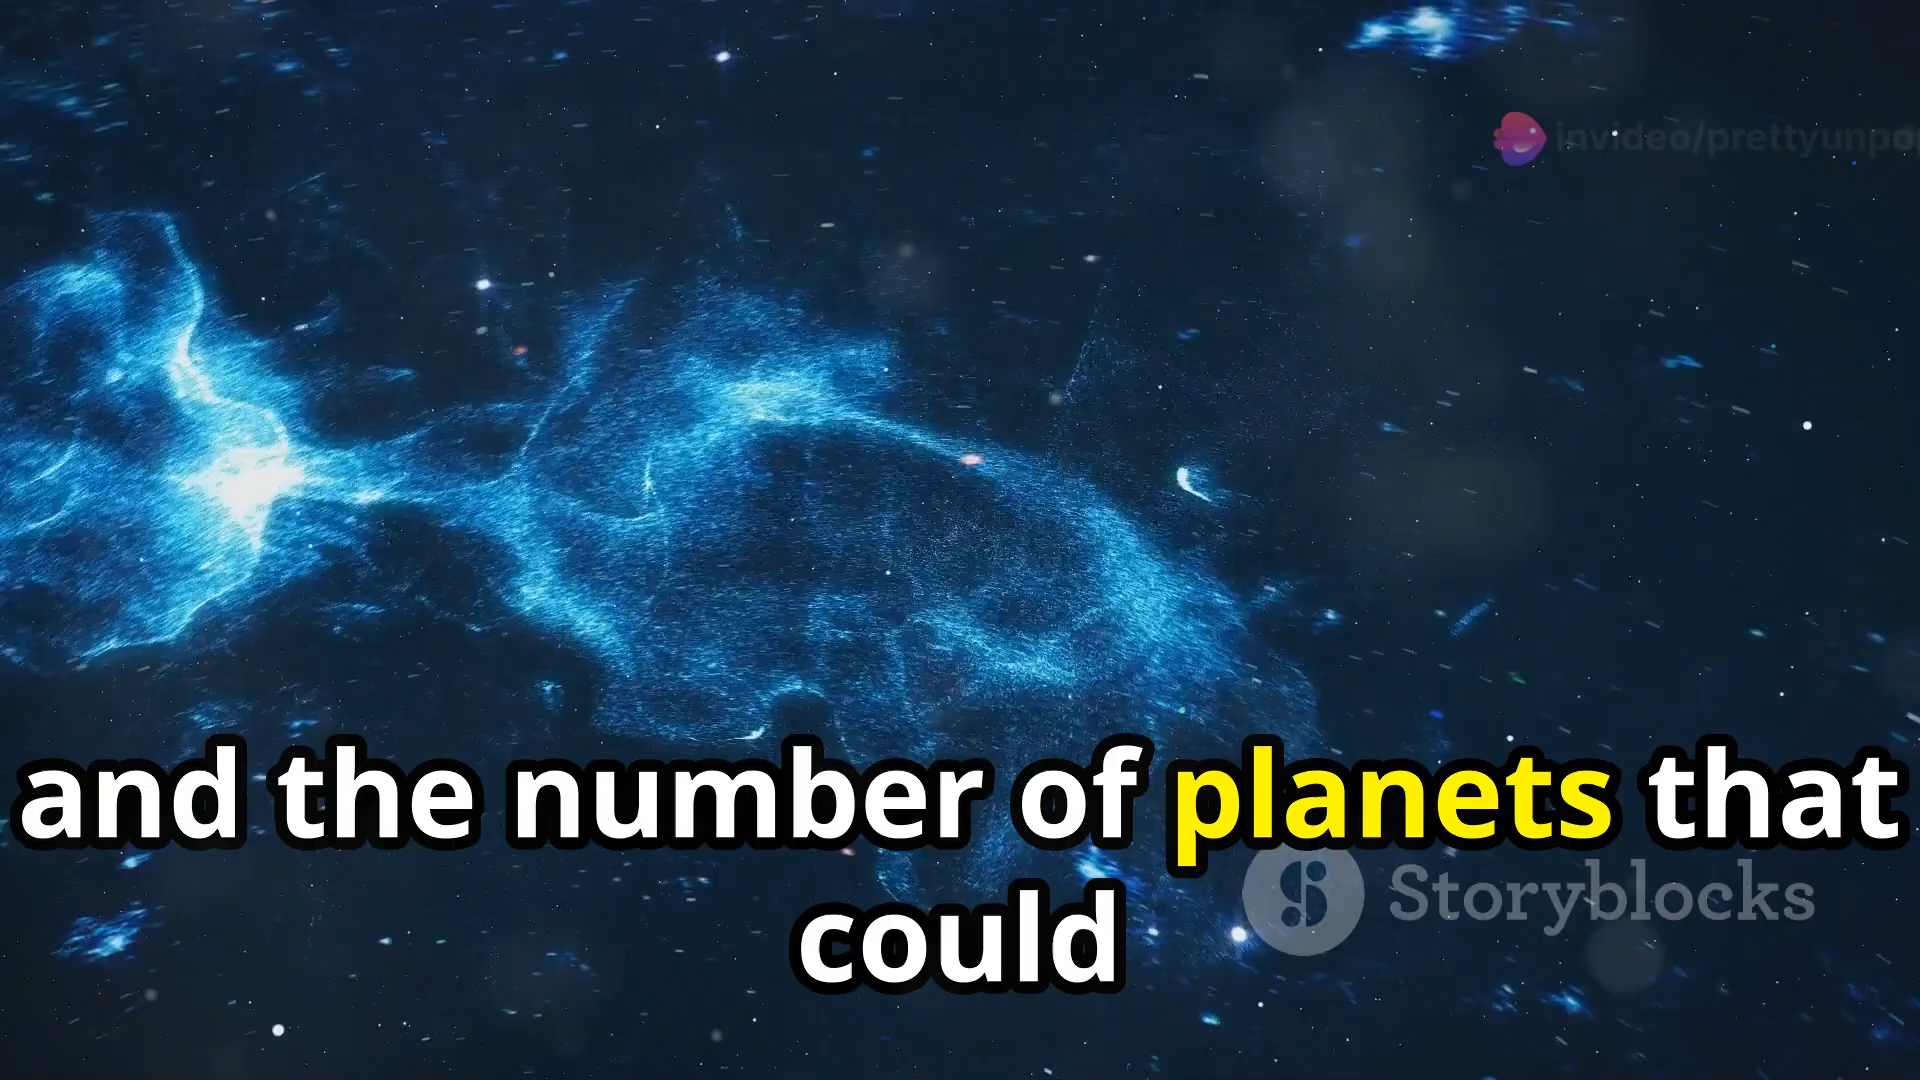 invideo/prettyunpo
and the number of planets that
could
Storyblocks